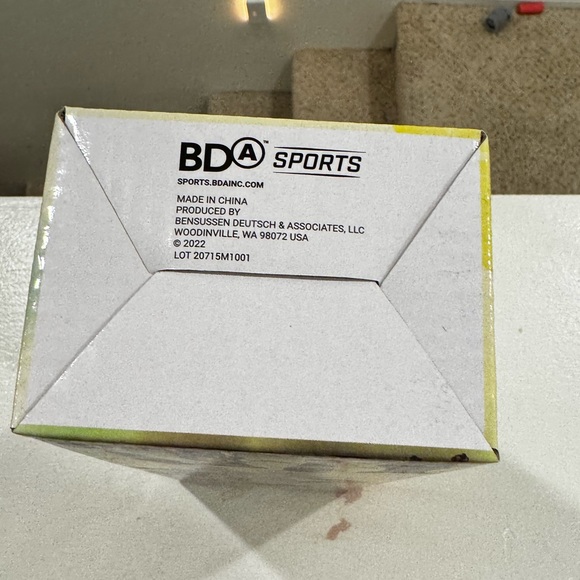 BDA™ SPORTS
SPORTS.BDAINC.COM
MADE IN CHINA
PRODUCED BY
BENSUSSEN DEUTSCH & ASSOCIATES, LLC
WOODINVILLE, WA 98072 USA
© 2022
LOT 20715M1001